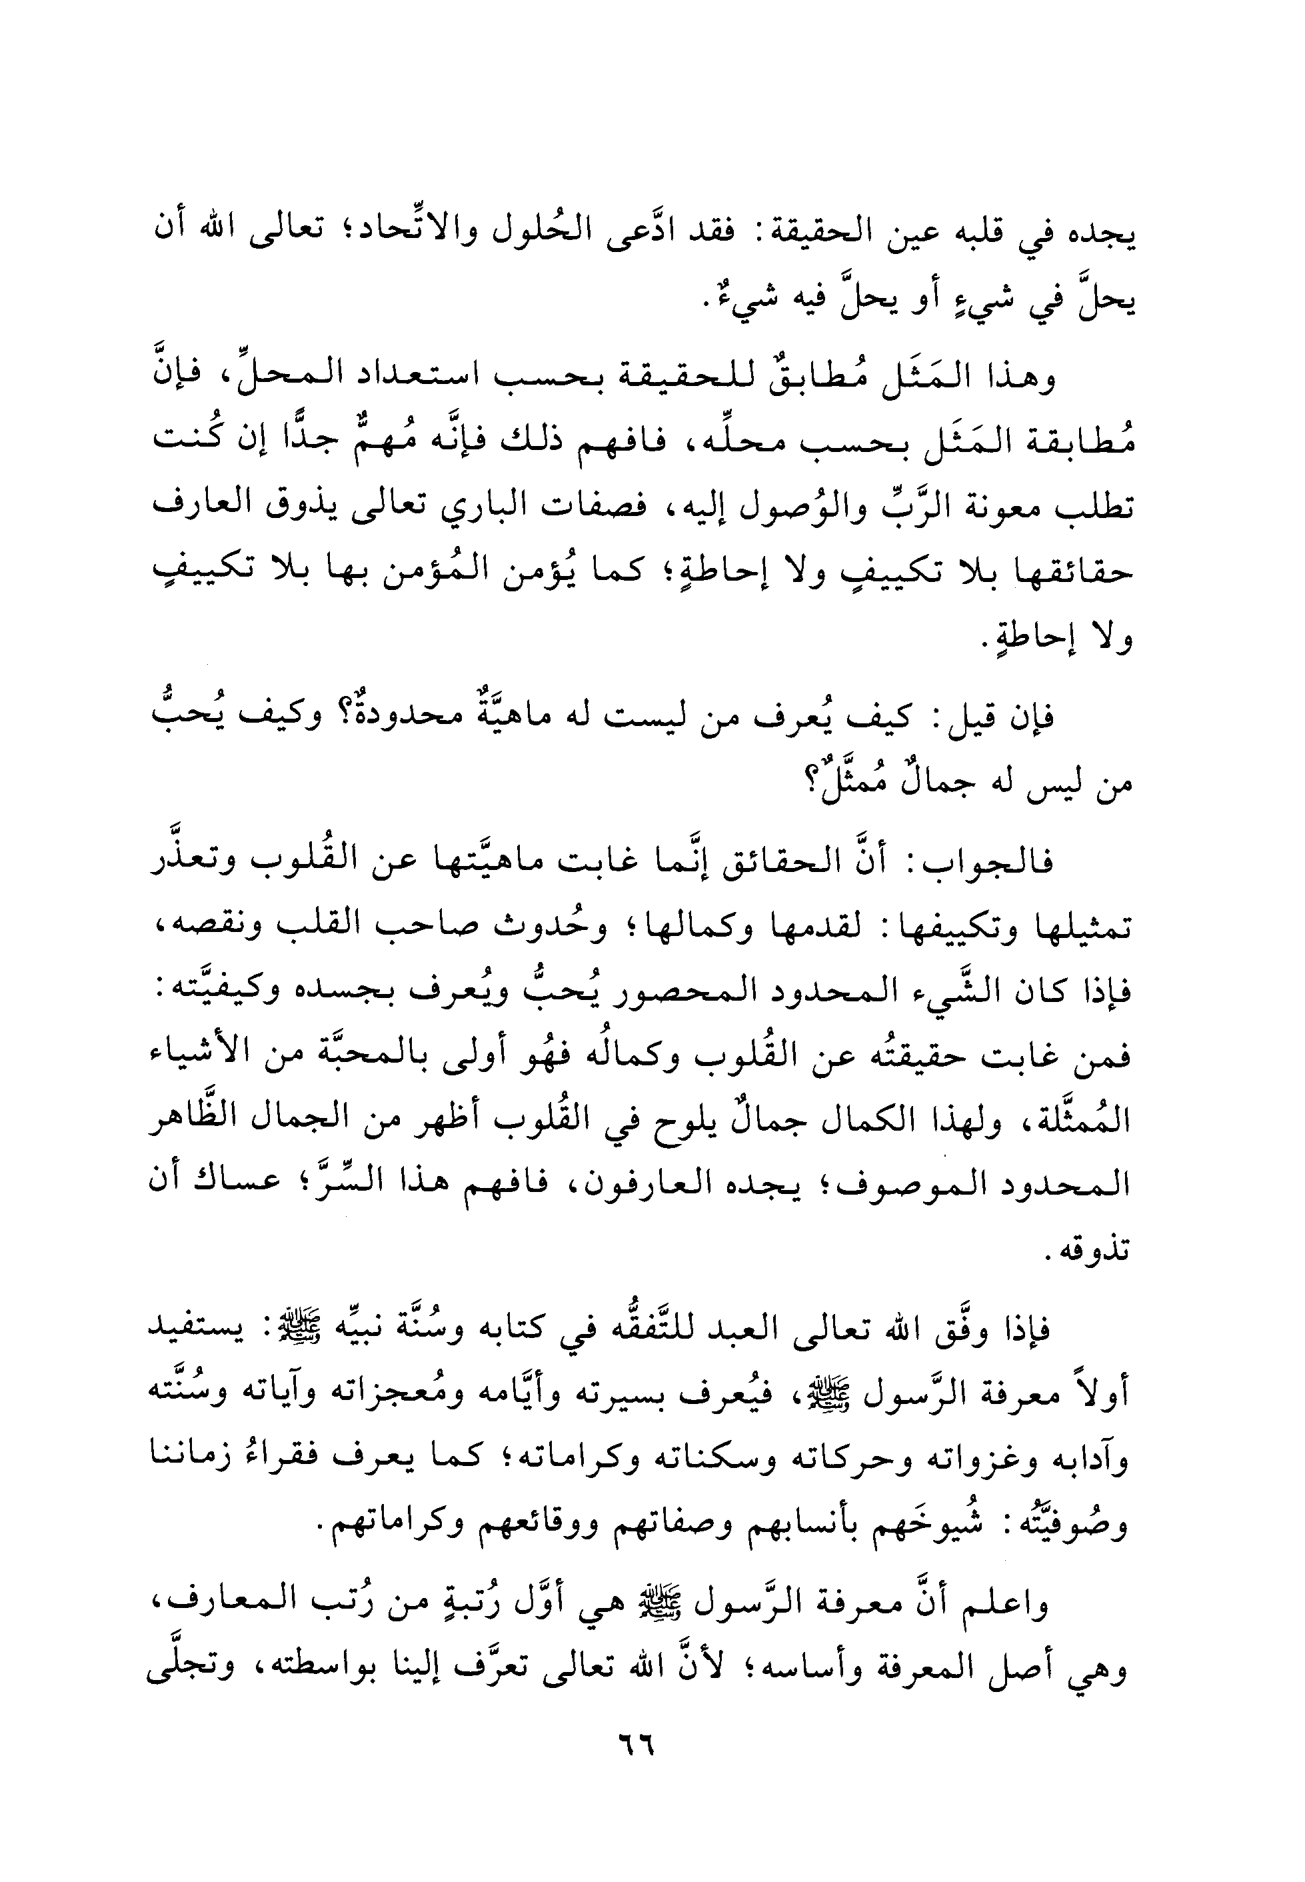 يجده في قلبه عين الحقيقة: فقد ادَّعى الحُلول والاتِّحاد؛ تعالى الله أن
يحلَّ في شيءٍ أو يحلَّ فيه شيءٌ.
وهذا المَثَل مُطابقٌ للحقيقة بحسب استعداد المحلِّ، فإنَّ
مُطابقة المَثَل بحسب محلِّه، فافهم ذلك فإنَّه مُهمٌّ جدًّا إن كُنت
تطلب معونة الرَّبِّ والوُصول إليه، فصفات الباري تعالى يذوق العارف
حقائقها بلا تكييفٍ ولا إحاطةٍ؛ كما يُؤمن المُؤمن بها بلا تكييفٍ
ولا إحاطةٍ.
فإن قيل: كيف يُعرف من ليست له ماهيَّةٌ محدودةٌ؟ وكيف يُحبُّ
من ليس له جمالٌ مُمثَّلٌ؟
فالجواب: أنَّ الحقائق إنَّما غابت ماهيَّتها عن القُلوب وتعذَّر
تمثيلها وتكييفها: لقدمها وكمالها؛ وحُدوث صاحب القلب ونقصه،
فإذا كان الشَّيء المحدود المحصور يُحبُّ ويُعرف بجسده وكيفيَّته:
فمن غابت حقيقتُه عن القُلوب وكمالُه فهُو أولى بالمحبَّة من الأشياء
المُمثَّلة، ولهذا الكمال جمالٌ يلوح في القُلوب أظهر من الجمال الظَّاهر
المحدود الموصوف؛ يجده العارفون، فافهم هذا السِّرَّ؛ عساك أن
تذوقه.
فإذا وفَّق الله تعالى العبد للتَّفقُّه في كتابه وسُنَّة نبيِّه ﷺ: يستفيد
أولاً معرفة الرَّسول ﷺ، فيُعرف بسيرته وأيَّامه ومُعجزاته وآياته وسُنَّته
وآدابه وغزواته وحركاته وسكناته وكراماته؛ كما يعرف فقراءُ زماننا
وصُوفيَّتُه: شُيوخَهم بأنسابهم وصفاتهم ووقائعهم وكراماتهم.
واعلم أنَّ معرفة الرَّسول ﷺ هي أوَّل رُتبةٍ من رُتب المعارف،
وهي أصل المعرفة وأساسه؛ لأنَّ الله تعالى تعرَّف إلينا بواسطته، وتجلَّى
٦٦